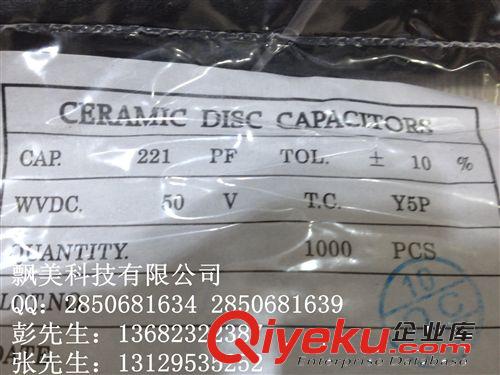 CERAMIC DISC CAPACITORS
CAP. 221 PF TOL. ± 10 %
WVDC. 50 V T.C. Y5P
QUANTITY. 1000 PCS
飘美科技有限公司
QQ: 2850681634 2850681639
彭先生: 13682322238
张先生: 13129535252
10
C
Qiyeku 企业库
Enterprise Database